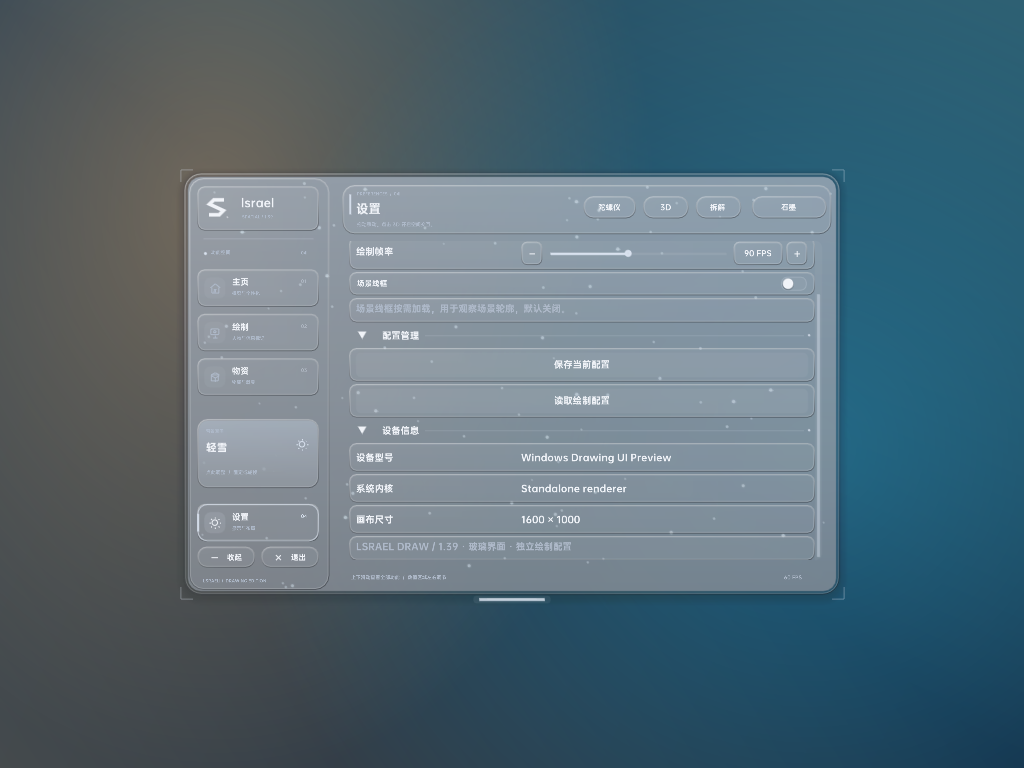 Israel
设置
陀螺仪
3D
拆解
石墨
绘制帧率
−
90 FPS
+
主页
场景线框
场景线框按需加载，用于观察场景轮廓，默认关闭。
绘制
配置管理
保存当前配置
物资
读取绘制配置
设备信息
轻雪
设备型号 Windows Drawing UI Preview
系统内核 Standalone renderer
设置
画布尺寸 1600 × 1000
LSRAEL DRAW / 1.39 · 玻璃界面 · 独立绘制配置
收起
退出